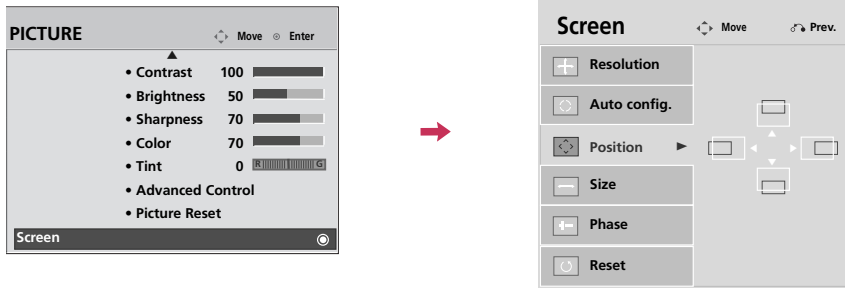 PICTURE
Move
Enter
• Contrast 100
• Brightness 50
• Sharpness 70
• Color 70
• Tint 0 R G
• Advanced Control
• Picture Reset
Screen
Screen
Move
Prev.
Resolution
Auto config.
Position
Size
Phase
Reset